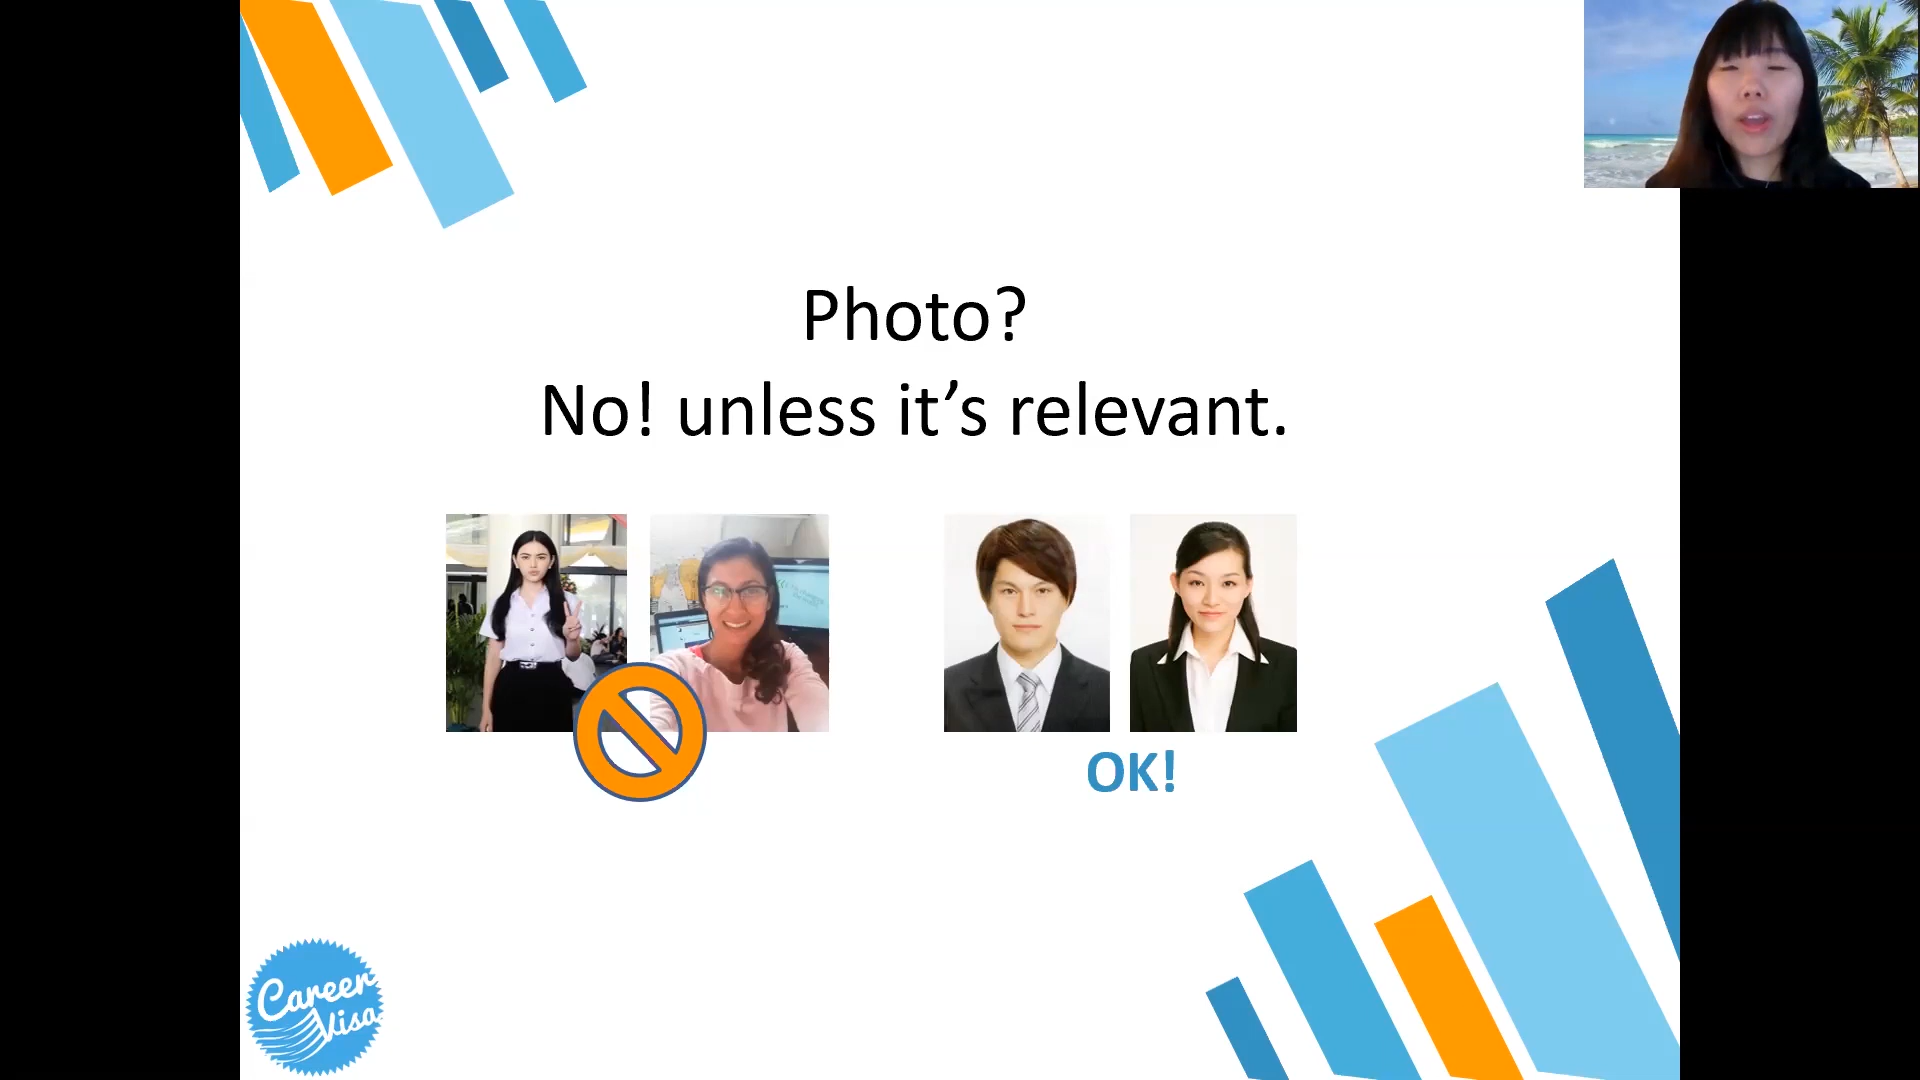 Photo?
No! unless it’s relevant.
OK!
Career
Visa